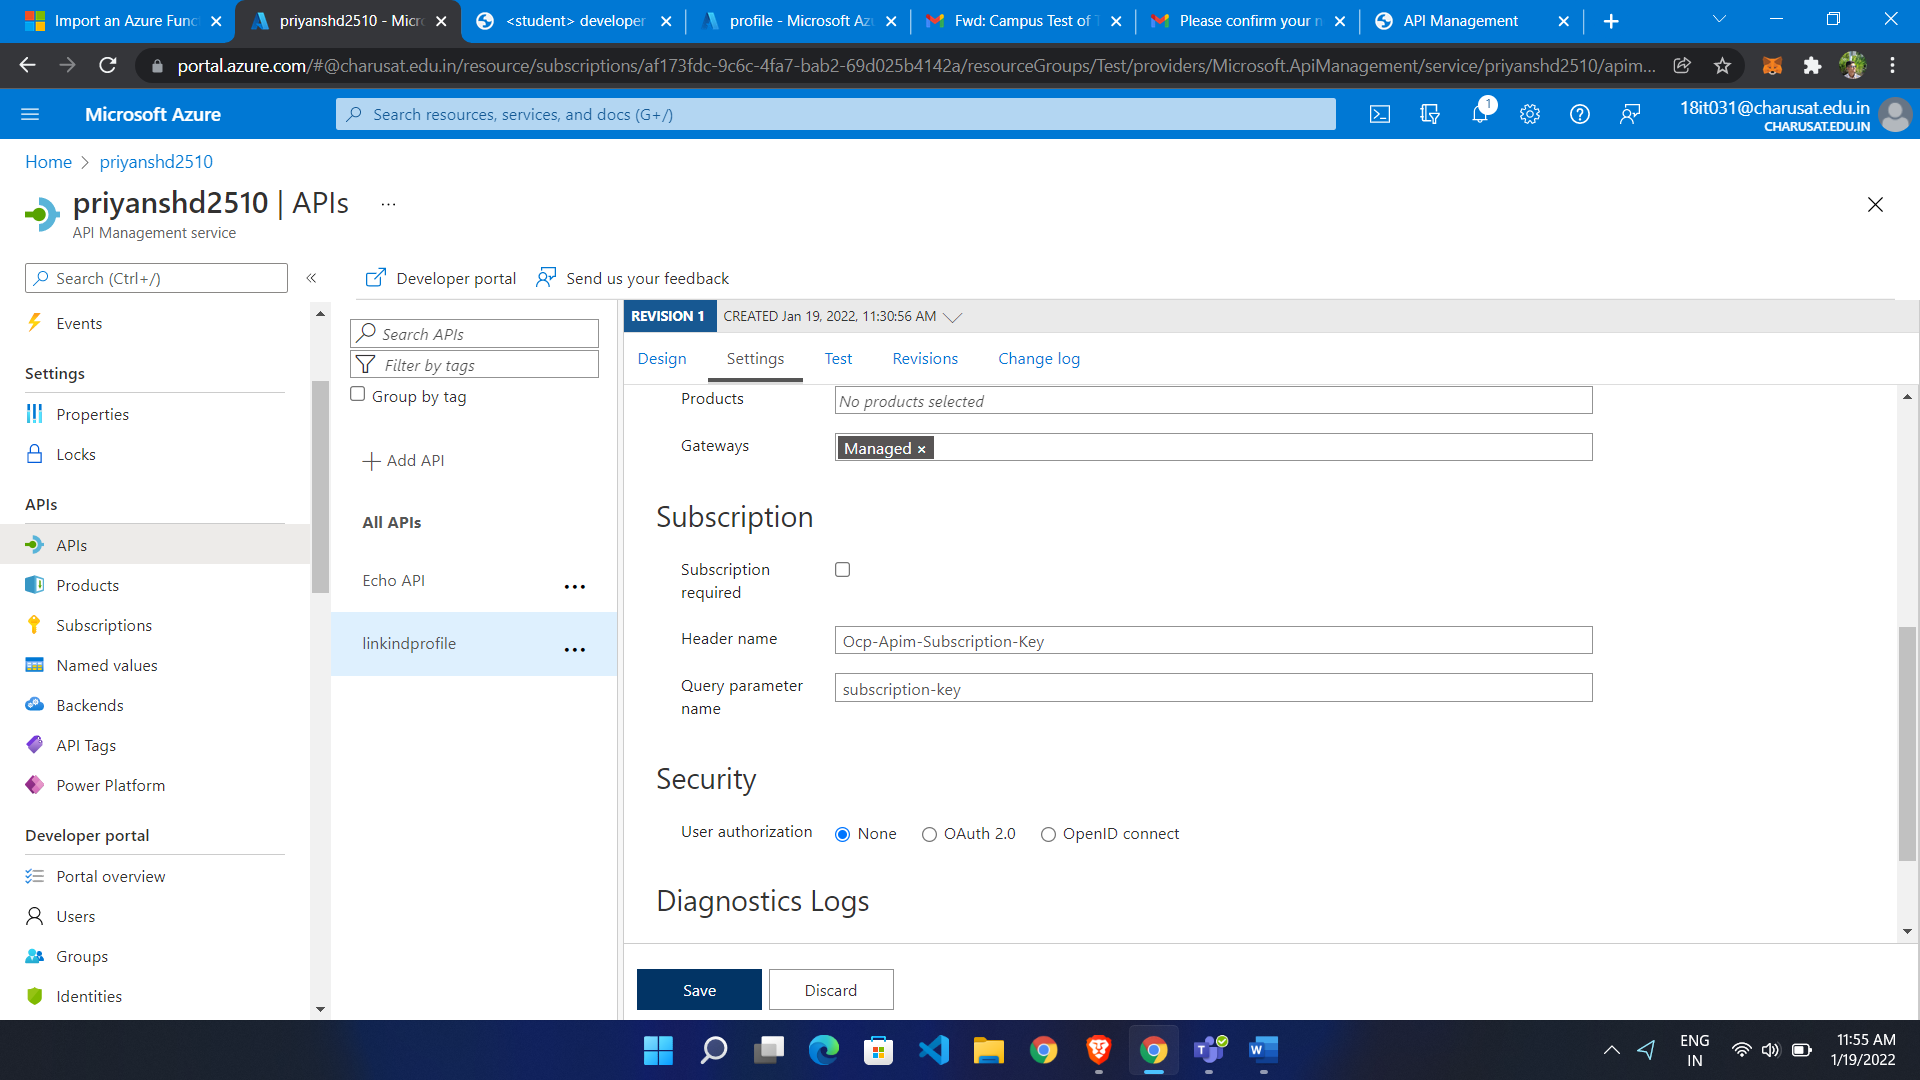 Import an Azure Func
priyanshd2510 - Micr
<student> developer
profile - Microsoft Az
Fwd: Campus Test of T
Please confirm your n
API Management
portal.azure.com/#@charusat.edu.in/resource/subscriptions/af173fdc-9c6c-4fa7-bab2-69d025b4142a/resourceGroups/Test/providers/Microsoft.ApiManagement/service/priyanshd2510/apim...
Microsoft Azure
Search resources, services, and docs (G+/)
1
18it031@charusat.edu.in
CHARUSAT.EDU.IN
Home > priyanshd2510
priyanshd2510 | APIs ...
API Management service
Search (Ctrl+/)
«
Events
Settings
Properties
Locks
APIs
APIs
Products
Subscriptions
Named values
Backends
API Tags
Power Platform
Developer portal
Portal overview
Users
Groups
Identities
Developer portal
Send us your feedback
Search APIs
Filter by tags
Group by tag
+ Add API
All APIs
Echo API ...
linkindprofile ...
REVISION 1 CREATED Jan 19, 2022, 11:30:56 AM
Design Settings Test Revisions Change log
Products No products selected
Gateways Managed ×
Subscription
Subscription
required
Header name Ocp-Apim-Subscription-Key
Query parameter
name
subscription-key
Security
User authorization None OAuth 2.0 OpenID connect
Diagnostics Logs
Save Discard
ENG
IN
11:55 AM
1/19/2022